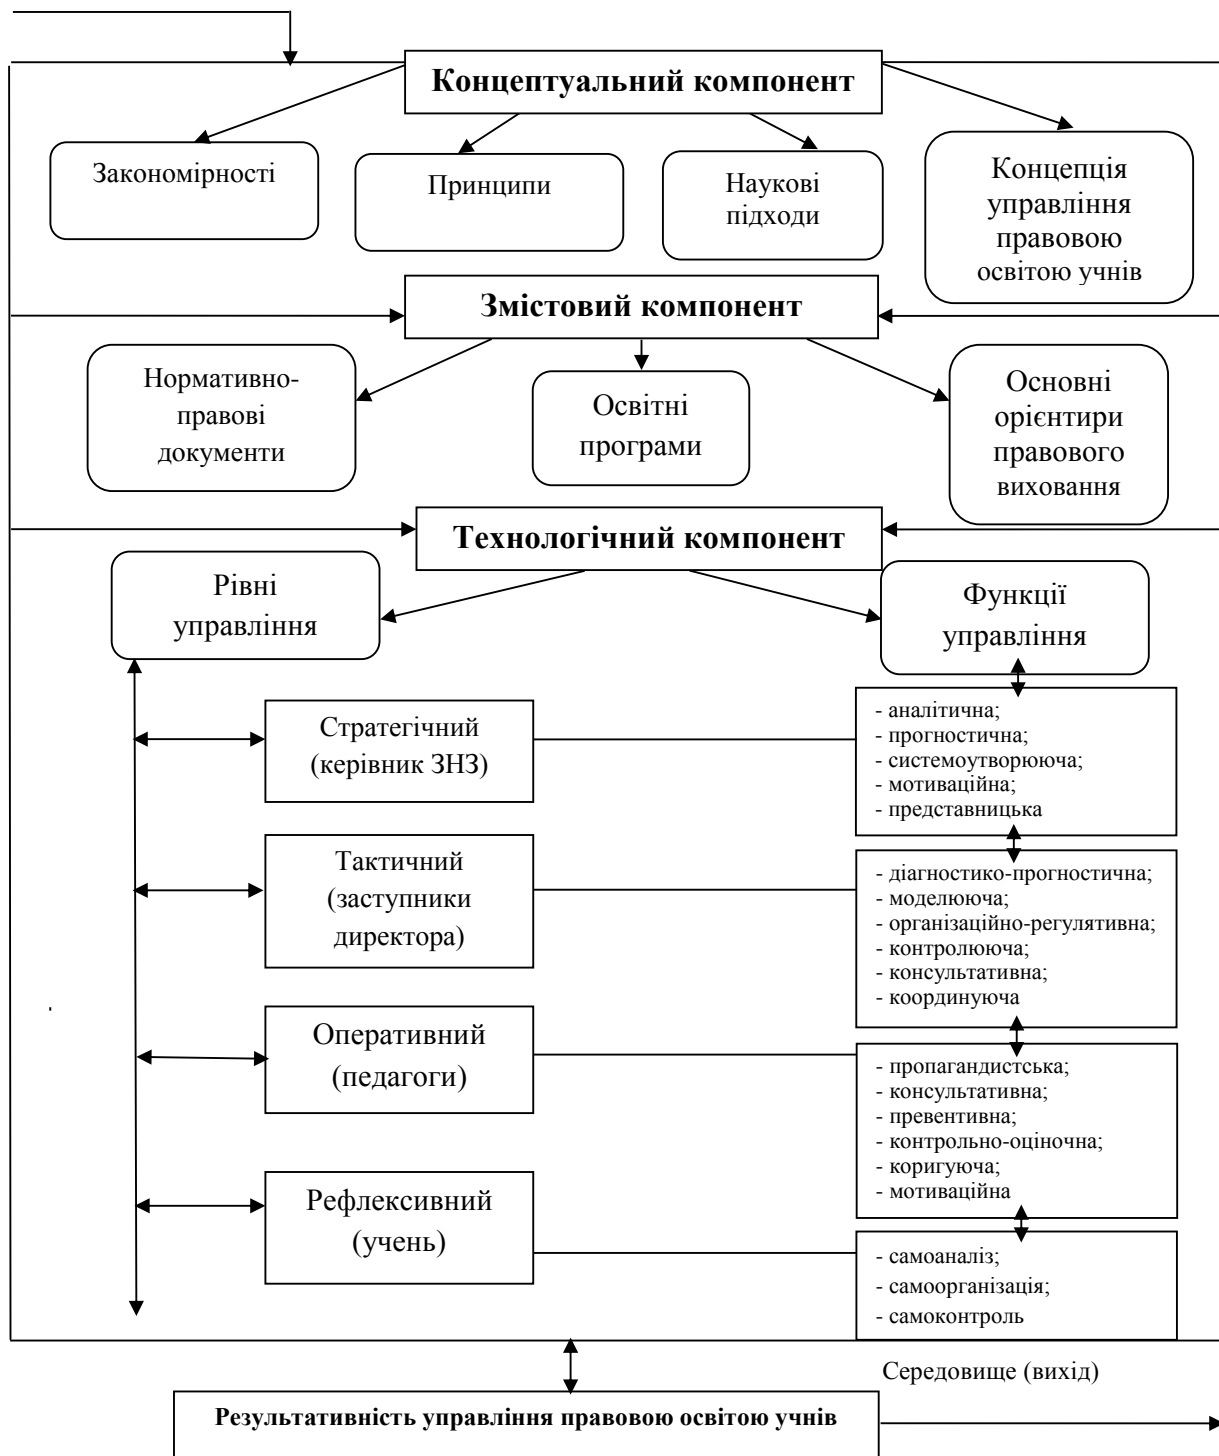 Концептуальний компонент
Закономірності
Принципи
Наукові
підходи
Концепція
управління
правовою
освітою учнів
Змістовий компонент
Нормативно-
правові
документи
Освітні
програми
Основні
орієнтири
правового
виховання
Технологічний компонент
Рівні
управління
Функції
управління
Стратегічний
(керівник ЗНЗ)
- аналітична;
- прогностична;
- системоутворююча;
- мотиваційна;
- представницька
Тактичний
(заступники
директора)
- діагностико-прогностична;
- моделююча;
- організаційно-регулятивна;
- контролююча;
- консультативна;
- координуюча
Оперативний
(педагоги)
- пропагандистська;
- консультативна;
- превентивна;
- контрольно-оціночна;
- коригуюча;
- мотиваційна
Рефлексивний
(учень)
- самоаналіз;
- самоорганізація;
- самоконтроль
Середовище (вихід)
Результативність управління правовою освітою учнів